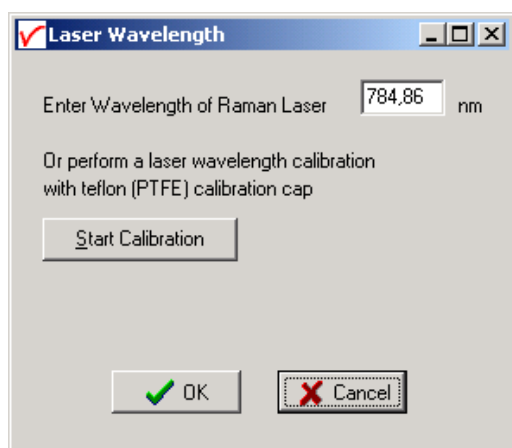 Laser Wavelength
Enter Wavelength of Raman Laser 784,86 nm
Or perform a laser wavelength calibration
with teflon (PTFE) calibration cap
Start Calibration
OK Cancel